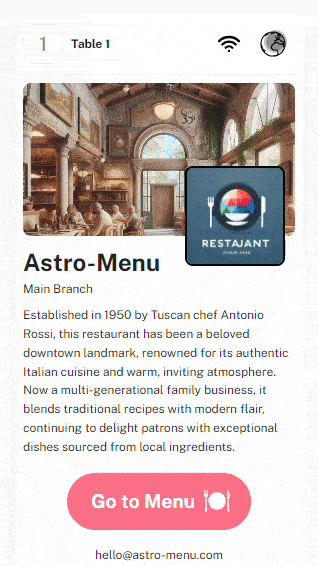 1 Table 1
RESTAJANT
Astro-Menu
Main Branch
Established in 1950 by Tuscan chef Antonio
Rossi, this restaurant has been a beloved
downtown landmark, renowned for its authentic
Italian cuisine and warm, inviting atmosphere.
Now a multi-generational family business, it
blends traditional recipes with modern flair,
continuing to delight patrons with exceptional
dishes sourced from local ingredients.
Go to Menu
hello@astro-menu.com